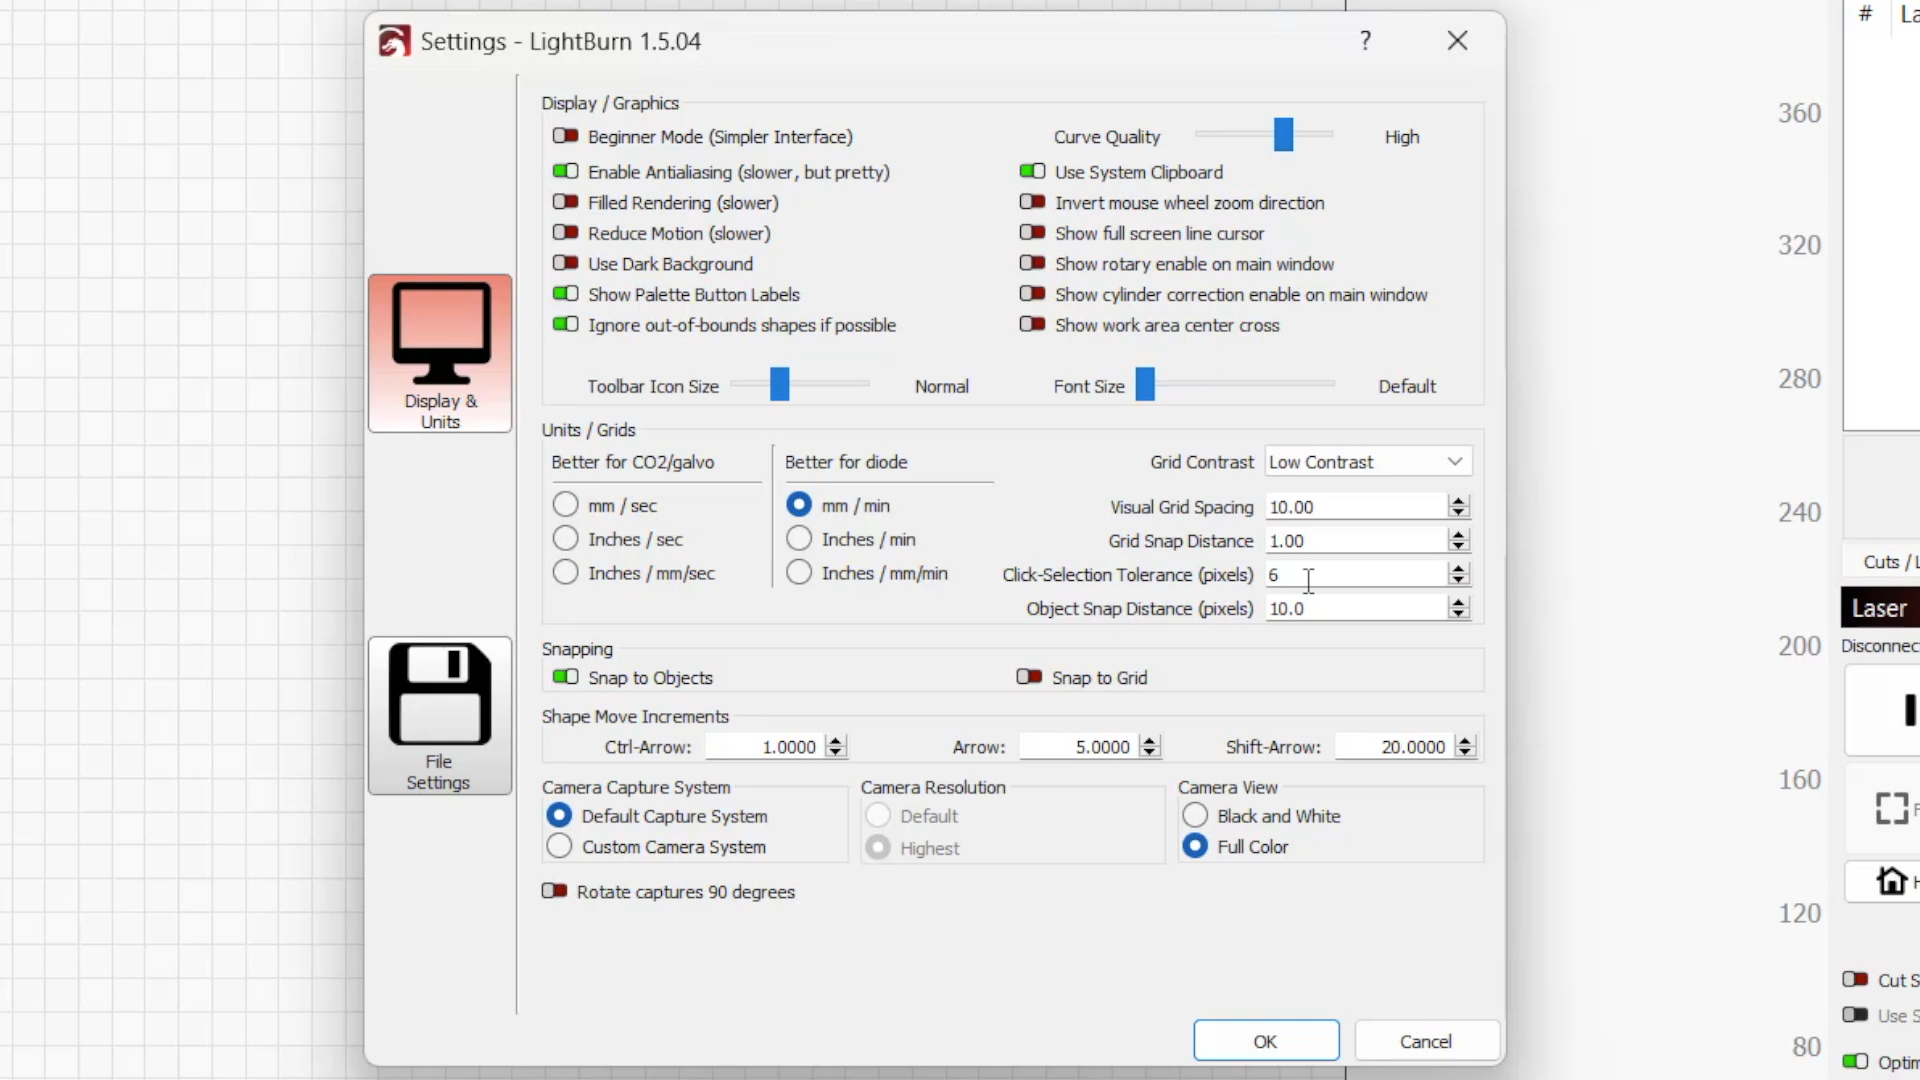 Settings - LightBurn 1.5.04
?
#
Display / Graphics
Beginner Mode (Simpler Interface)
Curve Quality
High
Enable Antialiasing (slower, but pretty)
Use System Clipboard
Filled Rendering (slower)
Invert mouse wheel zoom direction
Reduce Motion (slower)
Show full screen line cursor
Use Dark Background
Show rotary enable on main window
Show Palette Button Labels
Show cylinder correction enable on main window
Ignore out-of-bounds shapes if possible
Show work area center cross
Toolbar Icon Size
Normal
Font Size
Default
Display &
Units
Units / Grids
Better for CO2/galvo
mm / sec
Inches / sec
Inches / mm/sec
Better for diode
mm / min
Inches / min
Inches / mm/min
Grid Contrast
Low Contrast
Visual Grid Spacing
10.00
Grid Snap Distance
1.00
Click-Selection Tolerance (pixels)
6
Object Snap Distance (pixels)
10.0
Snapping
Snap to Objects
Snap to Grid
File
Settings
Shape Move Increments
Ctrl-Arrow:
1.0000
Arrow:
5.0000
Shift-Arrow:
20.0000
Camera Capture System
Default Capture System
Custom Camera System
Camera Resolution
Default
Highest
Camera View
Black and White
Full Color
Rotate captures 90 degrees
OK
Cancel
360
320
280
240
200
160
120
80
Cuts /
Laser
Disconnec
Cut S
Use S
Optim